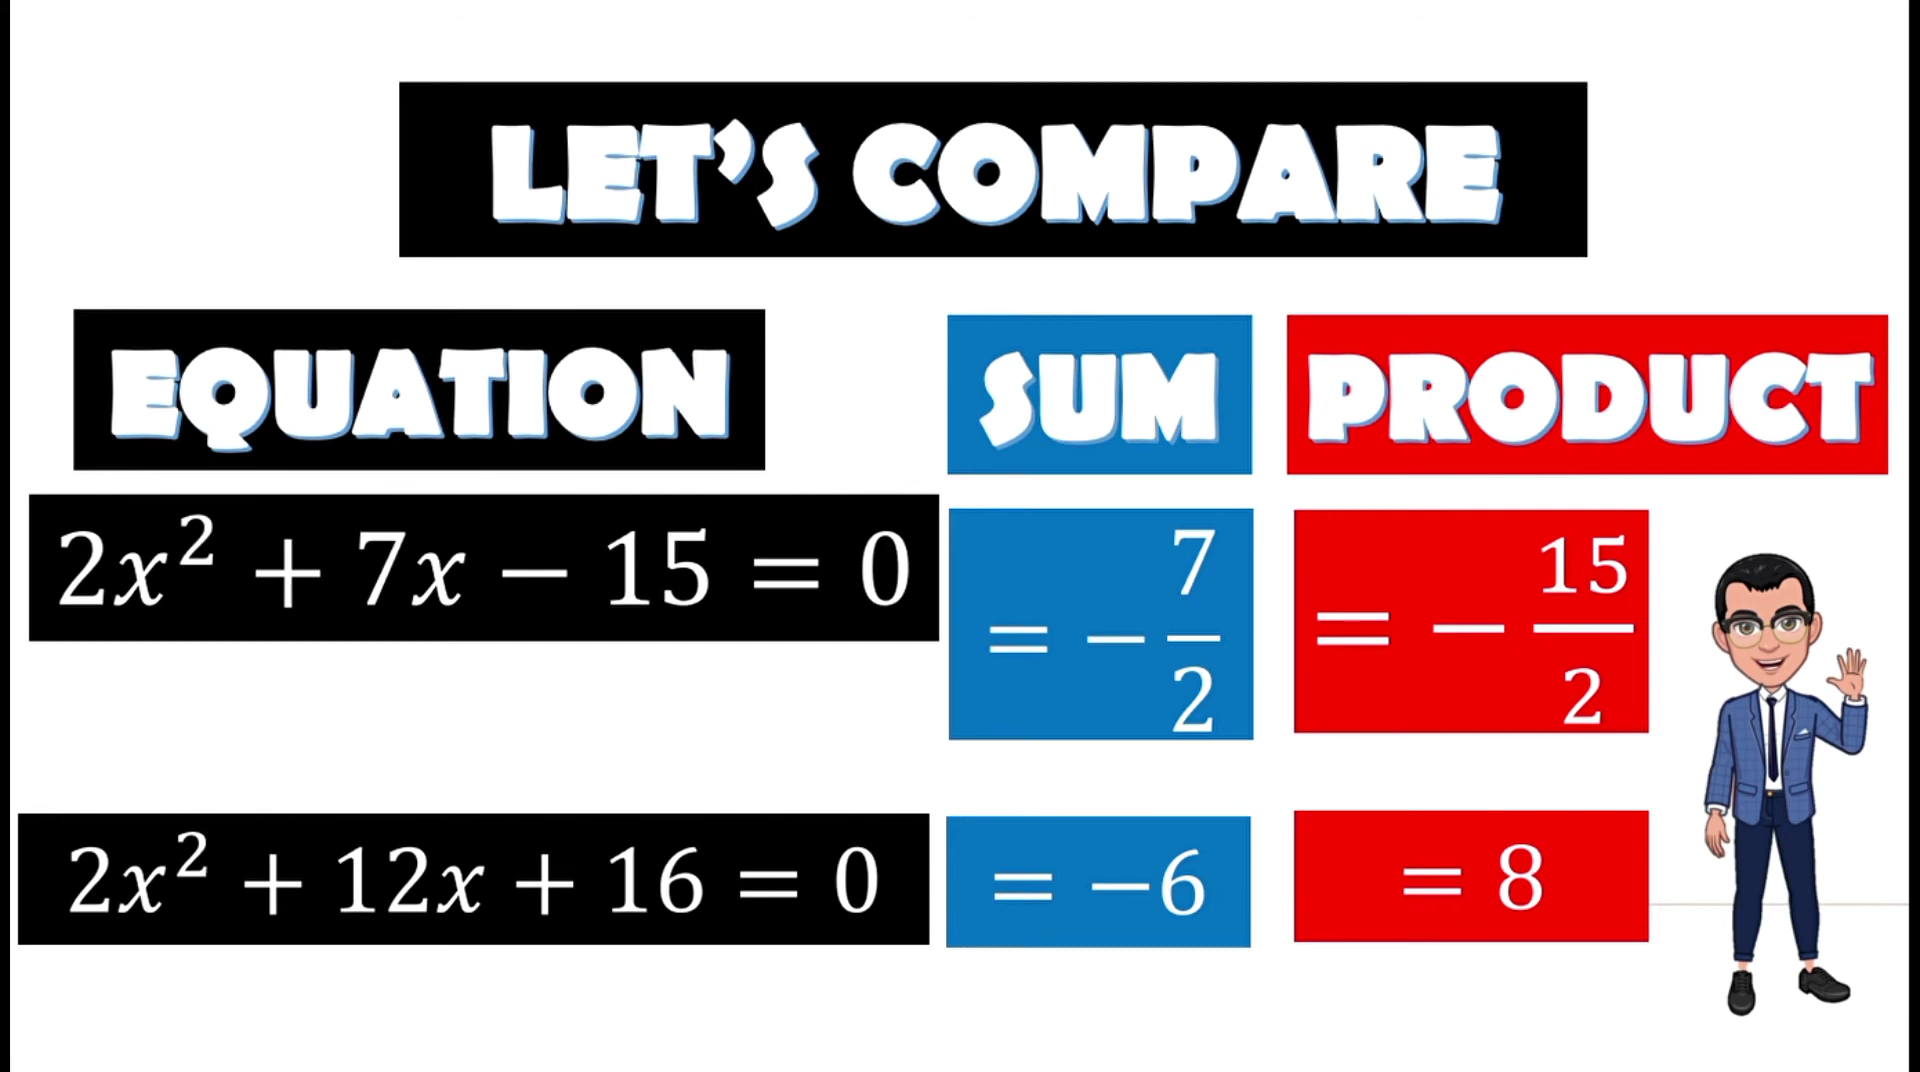 LET'S COMPARE
EQUATION SUM PRODUCT
2x² + 7x − 15 = 0 = −7/2 = −15/2
2x² + 12x + 16 = 0 = −6 = 8